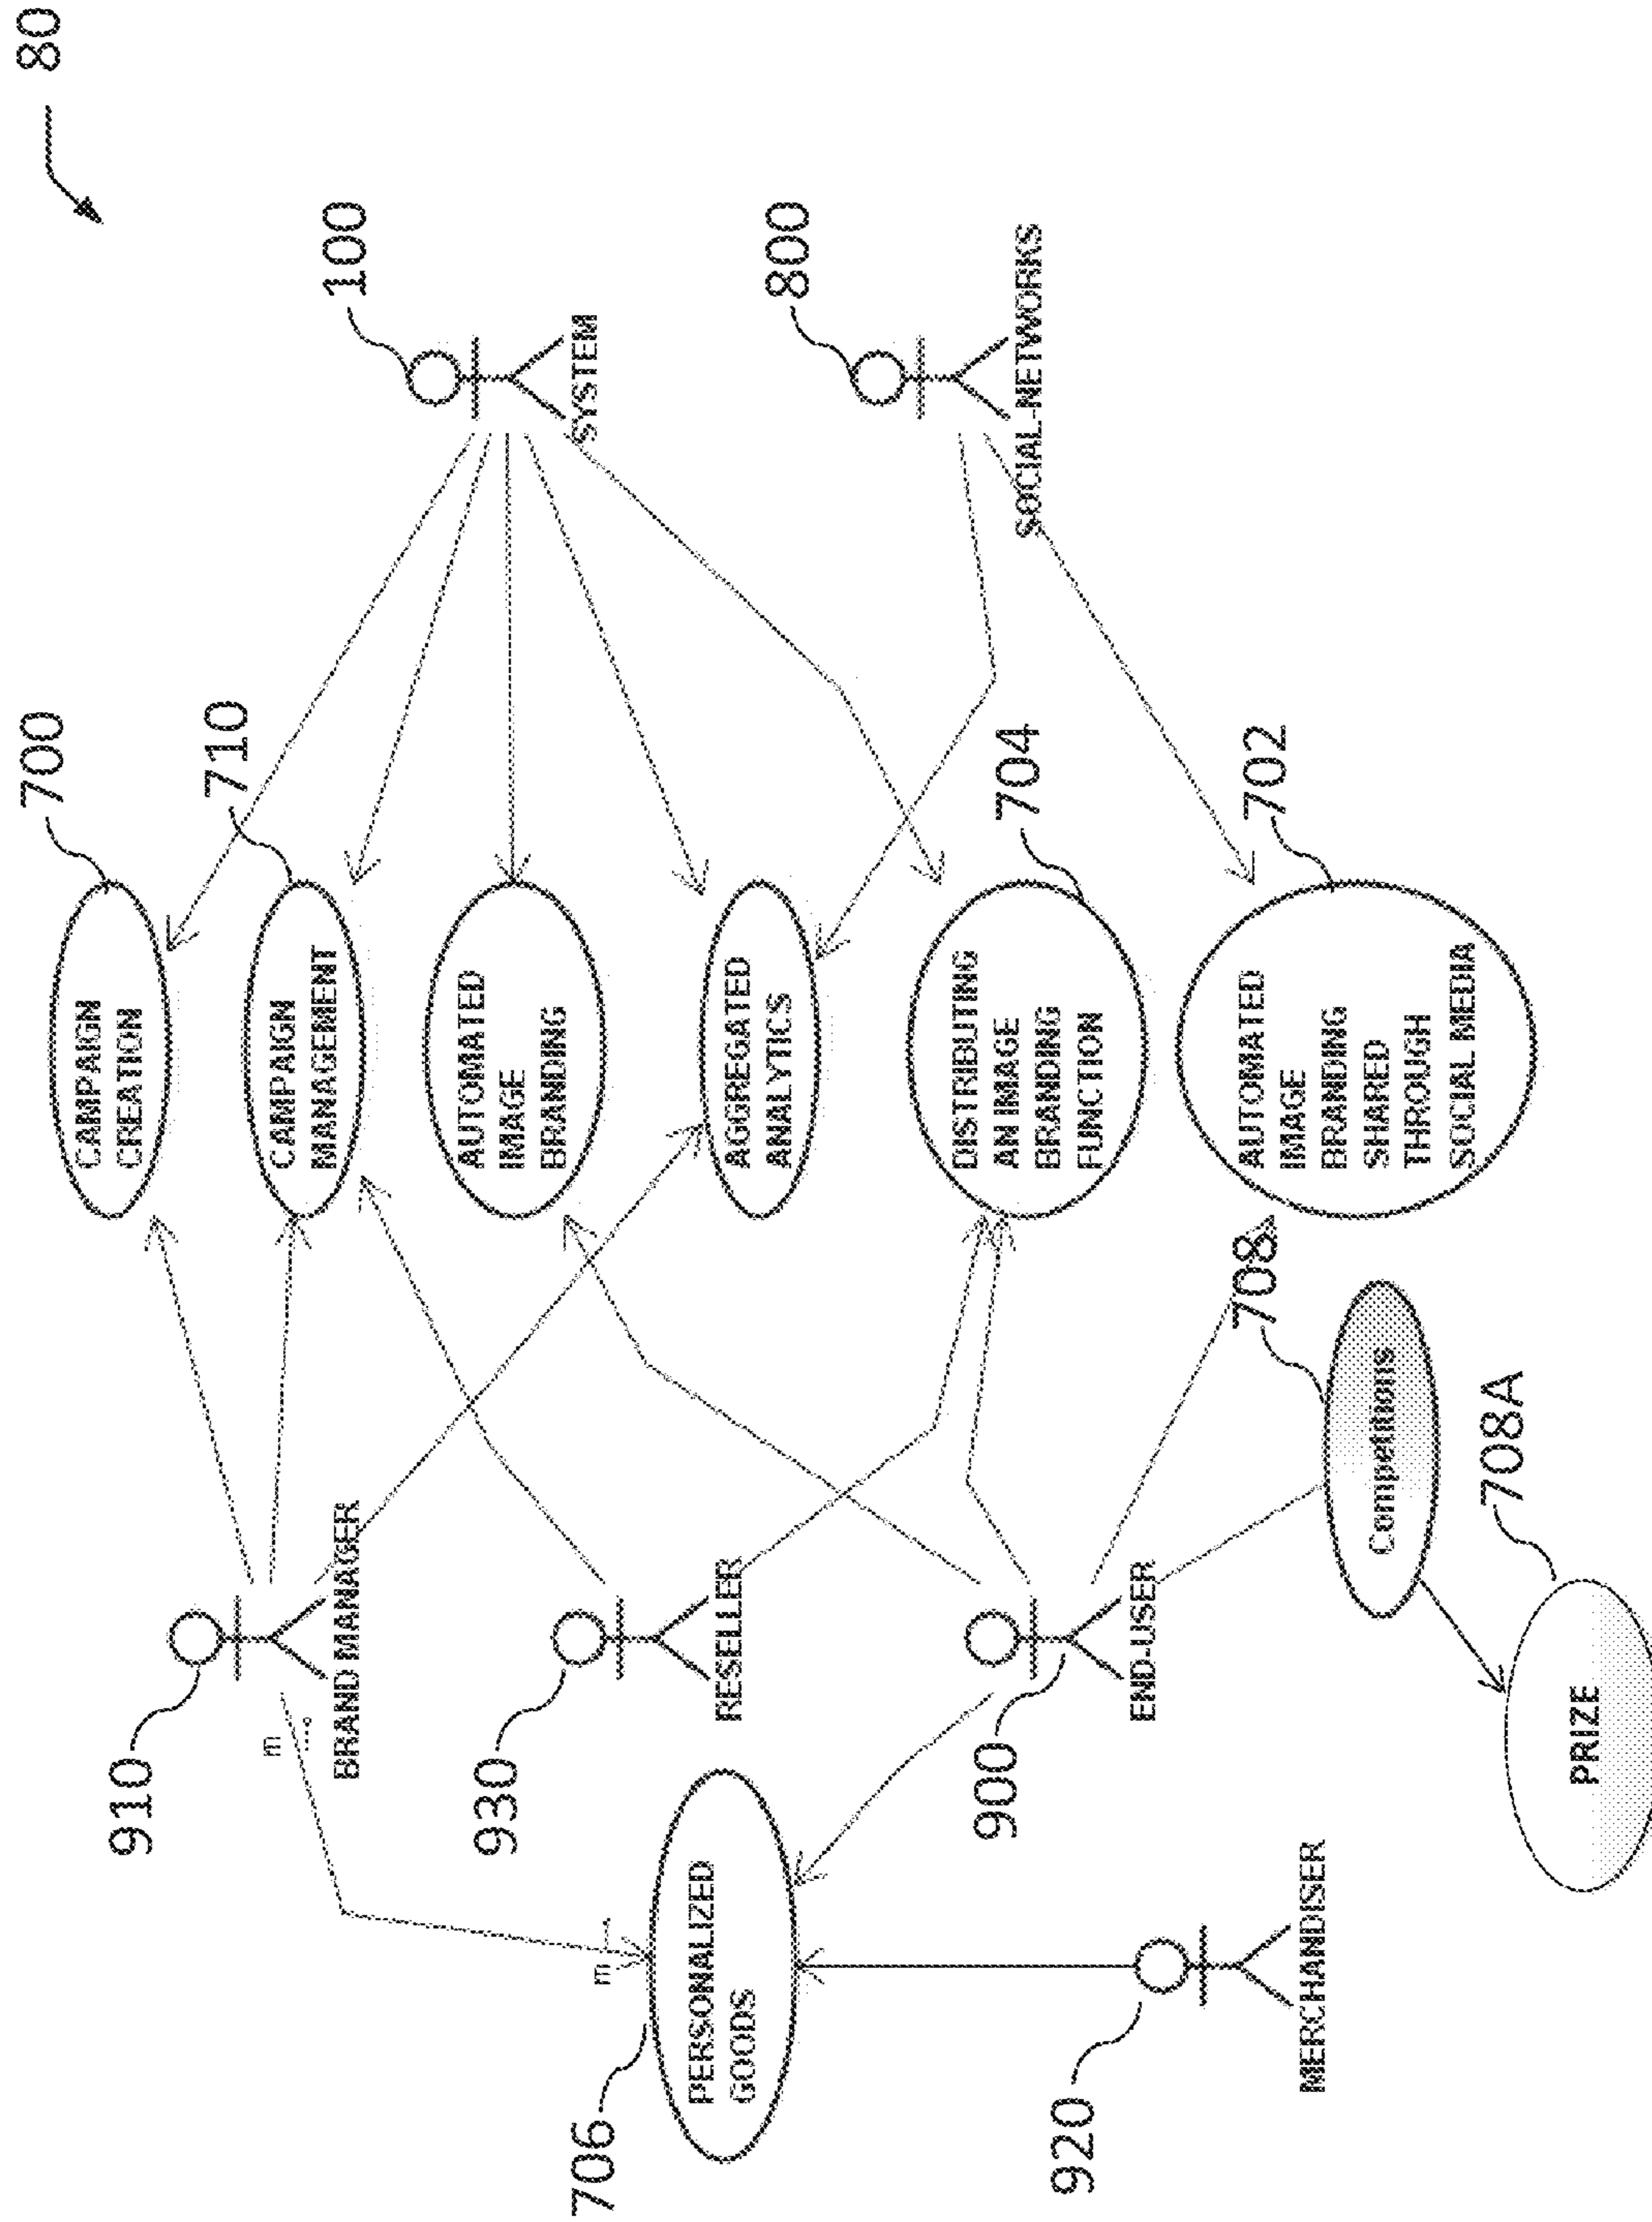 80
700
CAMPAIGN
CREATION
710
CAMPAIGN
MANAGEMENT
AUTOMATED
IMAGE
BRANDING
AGGREGATED
ANALYTICS
704
DISTRIBUTING
AN IMAGE
BRANDING
FUNCTION
702
AUTOMATED
IMAGE
BRANDING
SHARED
THROUGH
SOCIAL MEDIA
100
SYSTEM
800
SOCIAL-NETWORKS
910
BRAND MANAGER
930
RESELLER
900
END-USER
708
Competitions
708A
PRIZE
706
PERSONALIZED
GOODS
920
MERCHANDISER
m
m